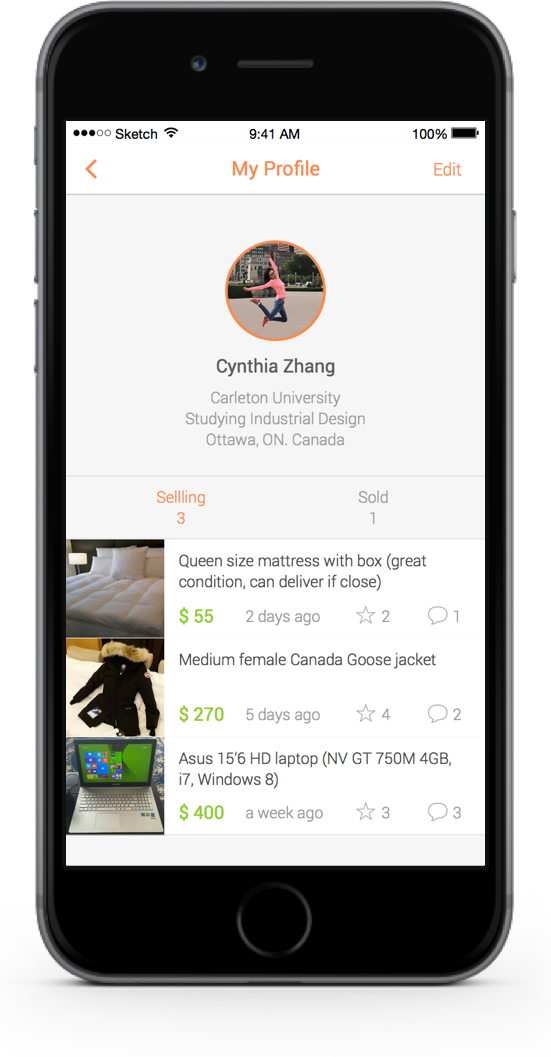 Sketch 9:41 AM 100%
My Profile Edit
Cynthia Zhang
Carleton University
Studying Industrial Design
Ottawa, ON. Canada
Sellling Sold
3 1
Queen size mattress with box (great
condition, can deliver if close)
$ 55 2 days ago 2 1
Medium female Canada Goose jacket
$ 270 5 days ago 4 2
Asus 15'6 HD laptop (NV GT 750M 4GB,
i7, Windows 8)
$ 400 a week ago 3 3